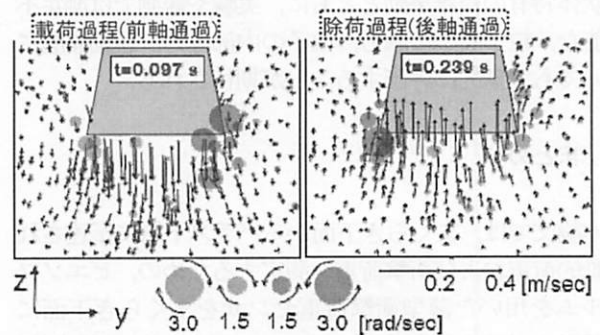 載荷過程(前軸通過)
除荷過程(後軸通過)
t=0.097 s
t=0.239 s
z
y
3.0 1.5 1.5 3.0 [rad/sec]
0.2 0.4 [m/sec]